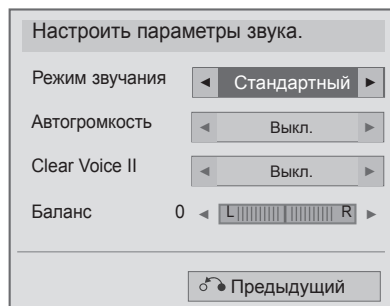 Настроить параметры звука.
Режим звучания ◄ Стандартный ►
Автогромкость ◄ Выкл. ►
Clear Voice II ◄ Выкл. ►
Баланс 0 ◄ L R ►
Предыдущий